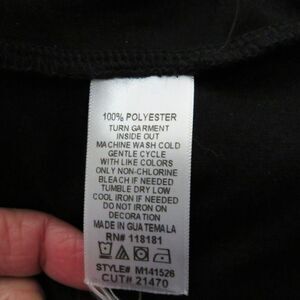 100% POLYESTER
TURN GARMENT
INSIDE OUT
MACHINE WASH COLD
GENTLE CYCLE
WITH LIKE COLORS
ONLY NON-CHLORINE
BLEACH IF NEEDED
TUMBLE DRY LOW
COOL IRON IF NEEDED
DO NOT IRON ON
DECORATION
MADE IN GUATEMALA
RN# 118181
STYLE# M141526
CUT# 21470